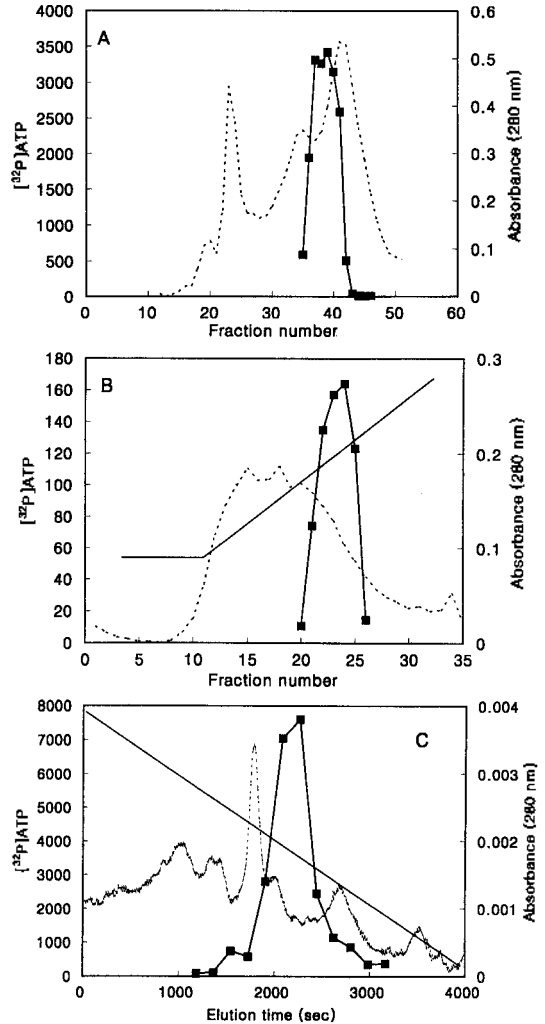 A
4000
3500
3000
2500
2000
1500
1000
500
0
[³²P]ATP
0.6
0.5
0.4
0.3
0.2
0.1
0
Absorbance {280 nm}
0 10 20 30 40 50 60
Fraction number
B
180
160
140
120
100
80
60
40
20
0
[³²P]ATP
0.3
0.2
0.1
0
Absorbance {280 nm}
0 5 10 15 20 25 30 35
Fraction number
C
8000
7000
6000
5000
4000
3000
2000
1000
0
{³²P]ATP
0.004
0.003
0.002
0.001
0
Absorbance {280 nm}
0 1000 2000 3000 4000
Elution time (sec)